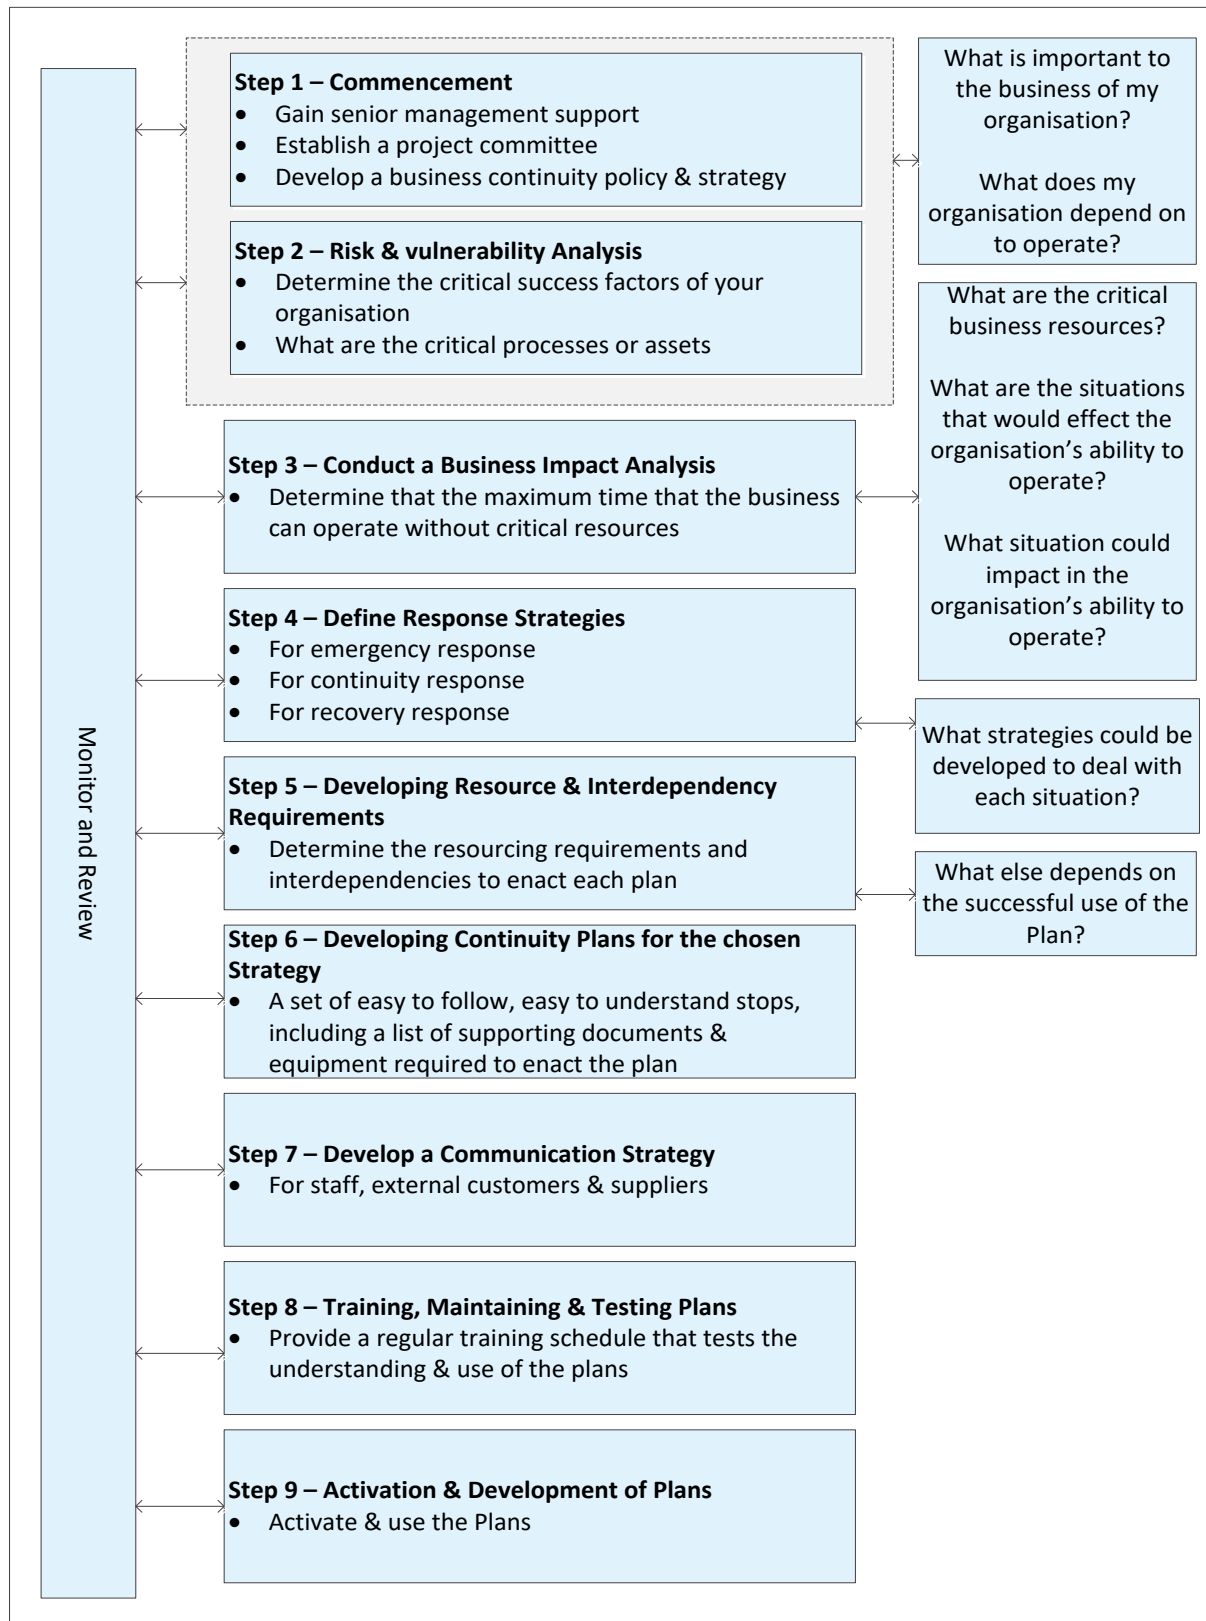 Monitor and Review
Step 1 – Commencement
• Gain senior management support
• Establish a project committee
• Develop a business continuity policy & strategy
Step 2 – Risk & vulnerability Analysis
• Determine the critical success factors of your
organisation
• What are the critical processes or assets
What is important to
the business of my
organisation?
What does my
organisation depend on
to operate?
Step 3 – Conduct a Business Impact Analysis
• Determine that the maximum time that the business
can operate without critical resources
What are the critical
business resources?
What are the situations
that would effect the
organisation’s ability to
operate?
What situation could
impact in the
organisation’s ability to
operate?
Step 4 – Define Response Strategies
• For emergency response
• For continuity response
• For recovery response
What strategies could be
developed to deal with
each situation?
Step 5 – Developing Resource & Interdependency
Requirements
• Determine the resourcing requirements and
interdependencies to enact each plan
What else depends on
the successful use of the
Plan?
Step 6 – Developing Continuity Plans for the chosen
Strategy
• A set of easy to follow, easy to understand stops,
including a list of supporting documents &
equipment required to enact the plan
Step 7 – Develop a Communication Strategy
• For staff, external customers & suppliers
Step 8 – Training, Maintaining & Testing Plans
• Provide a regular training schedule that tests the
understanding & use of the plans
Step 9 – Activation & Development of Plans
• Activate & use the Plans